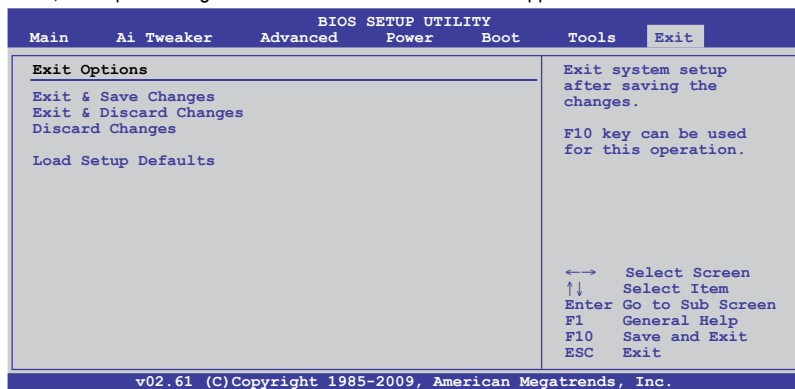 BIOS SETUP UTILITY
Main Ai Tweaker Advanced Power Boot Tools Exit
Exit Options
Exit & Save Changes
Exit & Discard Changes
Discard Changes
Load Setup Defaults
Exit system setup
after saving the
changes.
F10 key can be used
for this operation.
←→ Select Screen
↑↓ Select Item
Enter Go to Sub Screen
F1 General Help
F10 Save and Exit
ESC Exit
v02.61 (C)Copyright 1985-2009, American Megatrends, Inc.